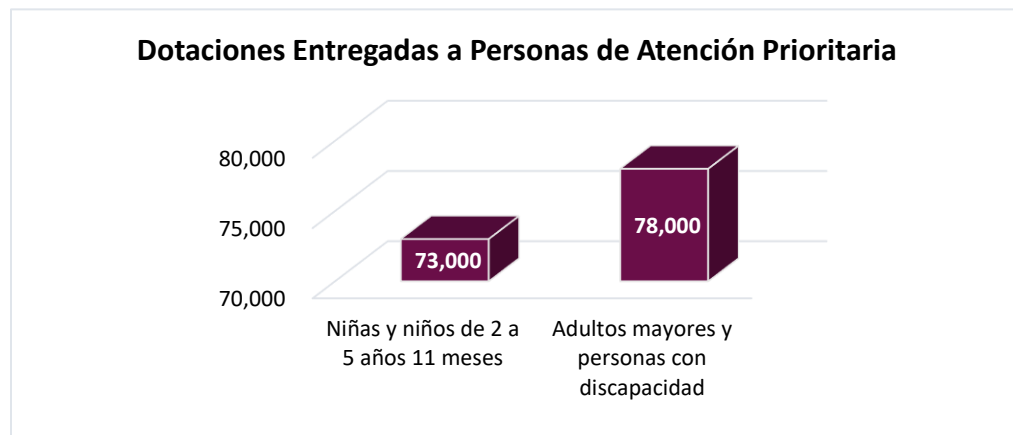 Dotaciones Entregadas a Personas de Atención Prioritaria
80,000
75,000
70,000
73,000
78,000
Niñas y niños de 2 a
5 años 11 meses
Adultos mayores y
personas con
discapacidad